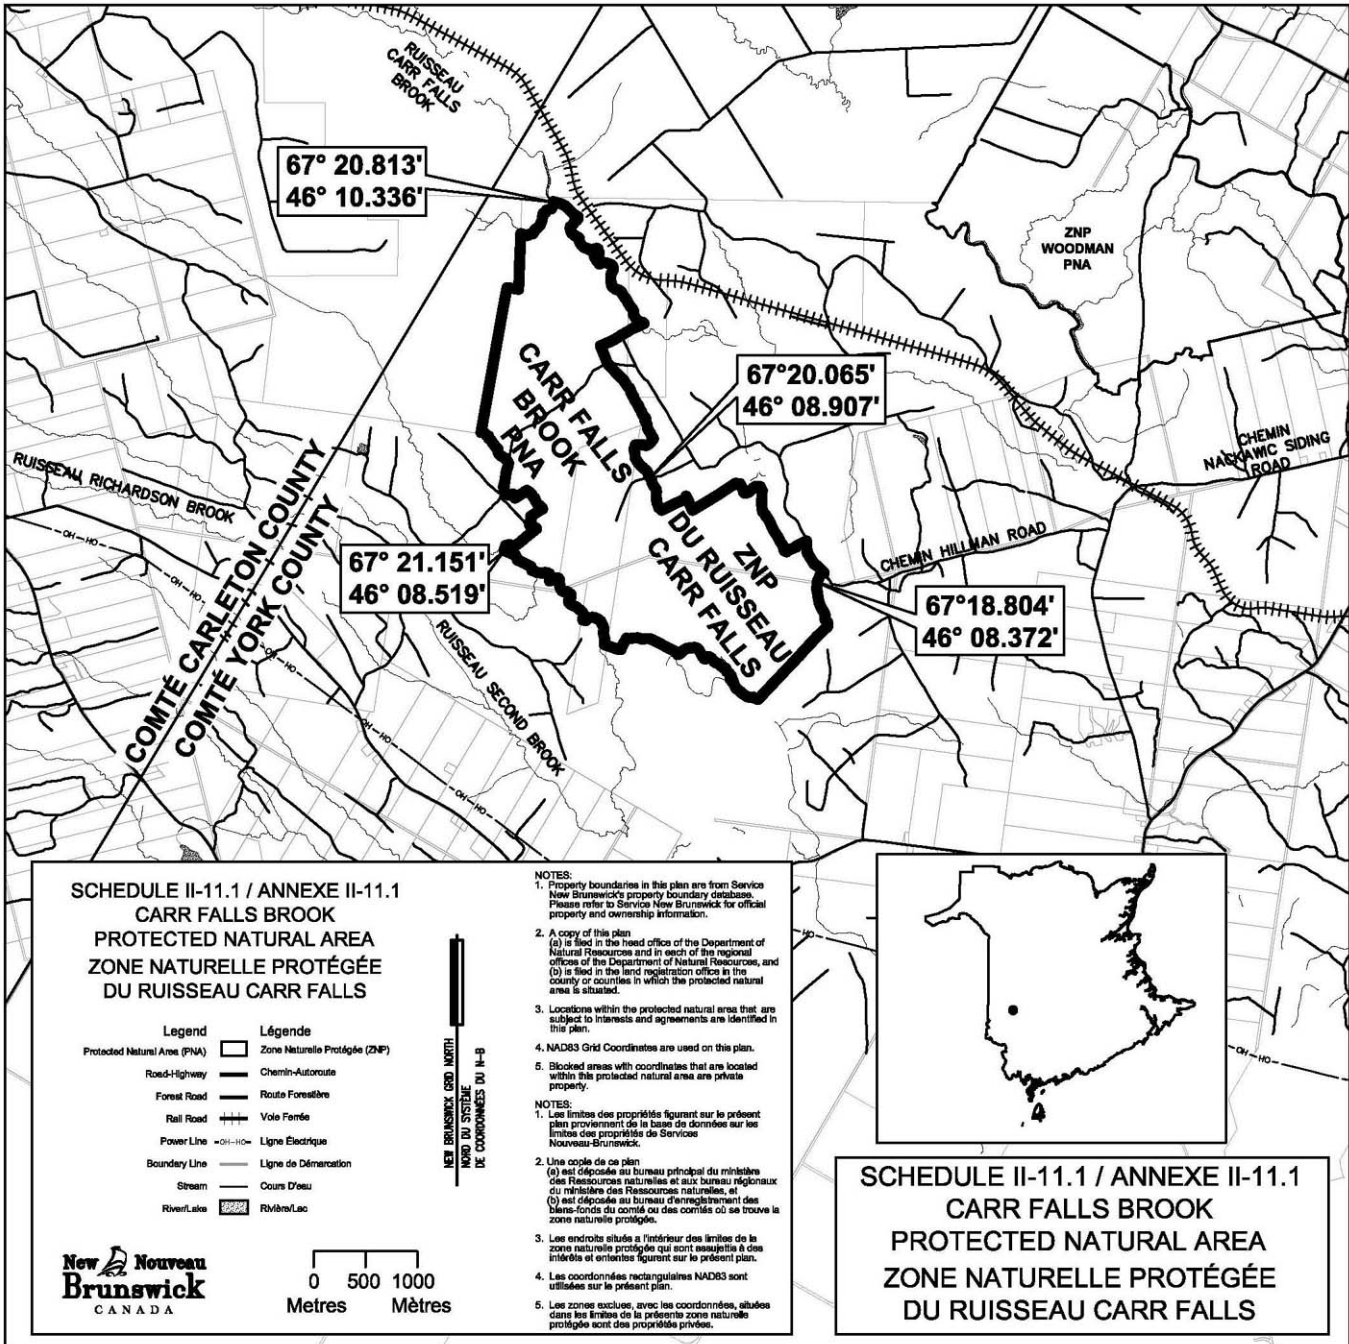 RUISSEAU
CARR FALLS
BROOK
67° 20.813'
46° 10.336'
ZNP
WOODMAN
PNA
67°20.065'
46° 08.907'
CARR FALLS
BROOK
PNA
CHEMIN
NACKAWIC SIDING
ROAD
RUISSEAU RICHARDSON BROOK
COMTÉ CARLETON COUNTY
COMTÉ YORK COUNTY
67° 21.151'
46° 08.519'
ZNP
DU RUISSEAU
CARR FALLS
CHEMIN HILLMAN ROAD
67°18.804'
46° 08.372'
RUISSEAU SECOND BROOK
OH-HO
OH-HO
OH-HO
OH-HO
OH-HO
OH-HO
HO
OH-HO
SCHEDULE II-11.1 / ANNEXE II-11.1
CARR FALLS BROOK
PROTECTED NATURAL AREA
ZONE NATURELLE PROTÉGÉE
DU RUISSEAU CARR FALLS
Legend Légende
Protected Natural Area (PNA) Zone Naturelle Protégée (ZNP)
Road-Highway Chemin-Autoroute
Forest Road Route Forestière
Rail Road Voie Ferrée
Power Line OH-HO Ligne Électrique
Boundary Line Ligne de Démarcation
Stream Cours D'eau
River/Lake Rivière/Lac
NEW BRUNSWICK GRID NORTH
NORD DU SYSTÈME
DE COORDONNÉES DU N-B
New Nouveau
Brunswick
CANADA
0 500 1000
Metres Mètres
NOTES:
1. Property boundaries in this plan are from Service
New Brunswick's property boundary database.
Please refer to Service New Brunswick for official
property and ownership information.
2. A copy of this plan
(a) is filed in the head office of the Department of
Natural Resources and in each of the regional
offices of the Department of Natural Resources, and
(b) is filed in the land registration office in the
county or counties in which the protected natural
area is situated.
3. Locations within the protected natural area that are
subject to interests and agreements are identified in
this plan.
4. NAD83 Grid Coordinates are used on this plan.
5. Blocked areas with coordinates that are located
within this protected natural area are private
property.
NOTES:
1. Les limites des propriétés figurant sur le présent
plan proviennent de la base de données sur les
limites des propriétés de Services
Nouveau-Brunswick.
2. Une copie de ce plan
(a) est déposée au bureau principal du ministère
des Ressources naturelles et aux bureau régionaux
du ministère des Ressources naturelles, et
(b) est déposée au bureau d'enregistrement des
biens-fonds du comté ou des comtés où se trouve la
zone naturelle protégée.
3. Les endroits situés a l'intérieur des limites de la
zone naturelle protégée qui sont assujettis à des
intérêts et ententes figurent sur le présent plan.
4. Les coordonnées rectangulaires NAD83 sont
utilisées sur le présent plan.
5. Les zones exclues, avec les coordonnées, situées
dans les limites de la présente zone naturelle
protégée sont des propriétés privées.
SCHEDULE II-11.1 / ANNEXE II-11.1
CARR FALLS BROOK
PROTECTED NATURAL AREA
ZONE NATURELLE PROTÉGÉE
DU RUISSEAU CARR FALLS